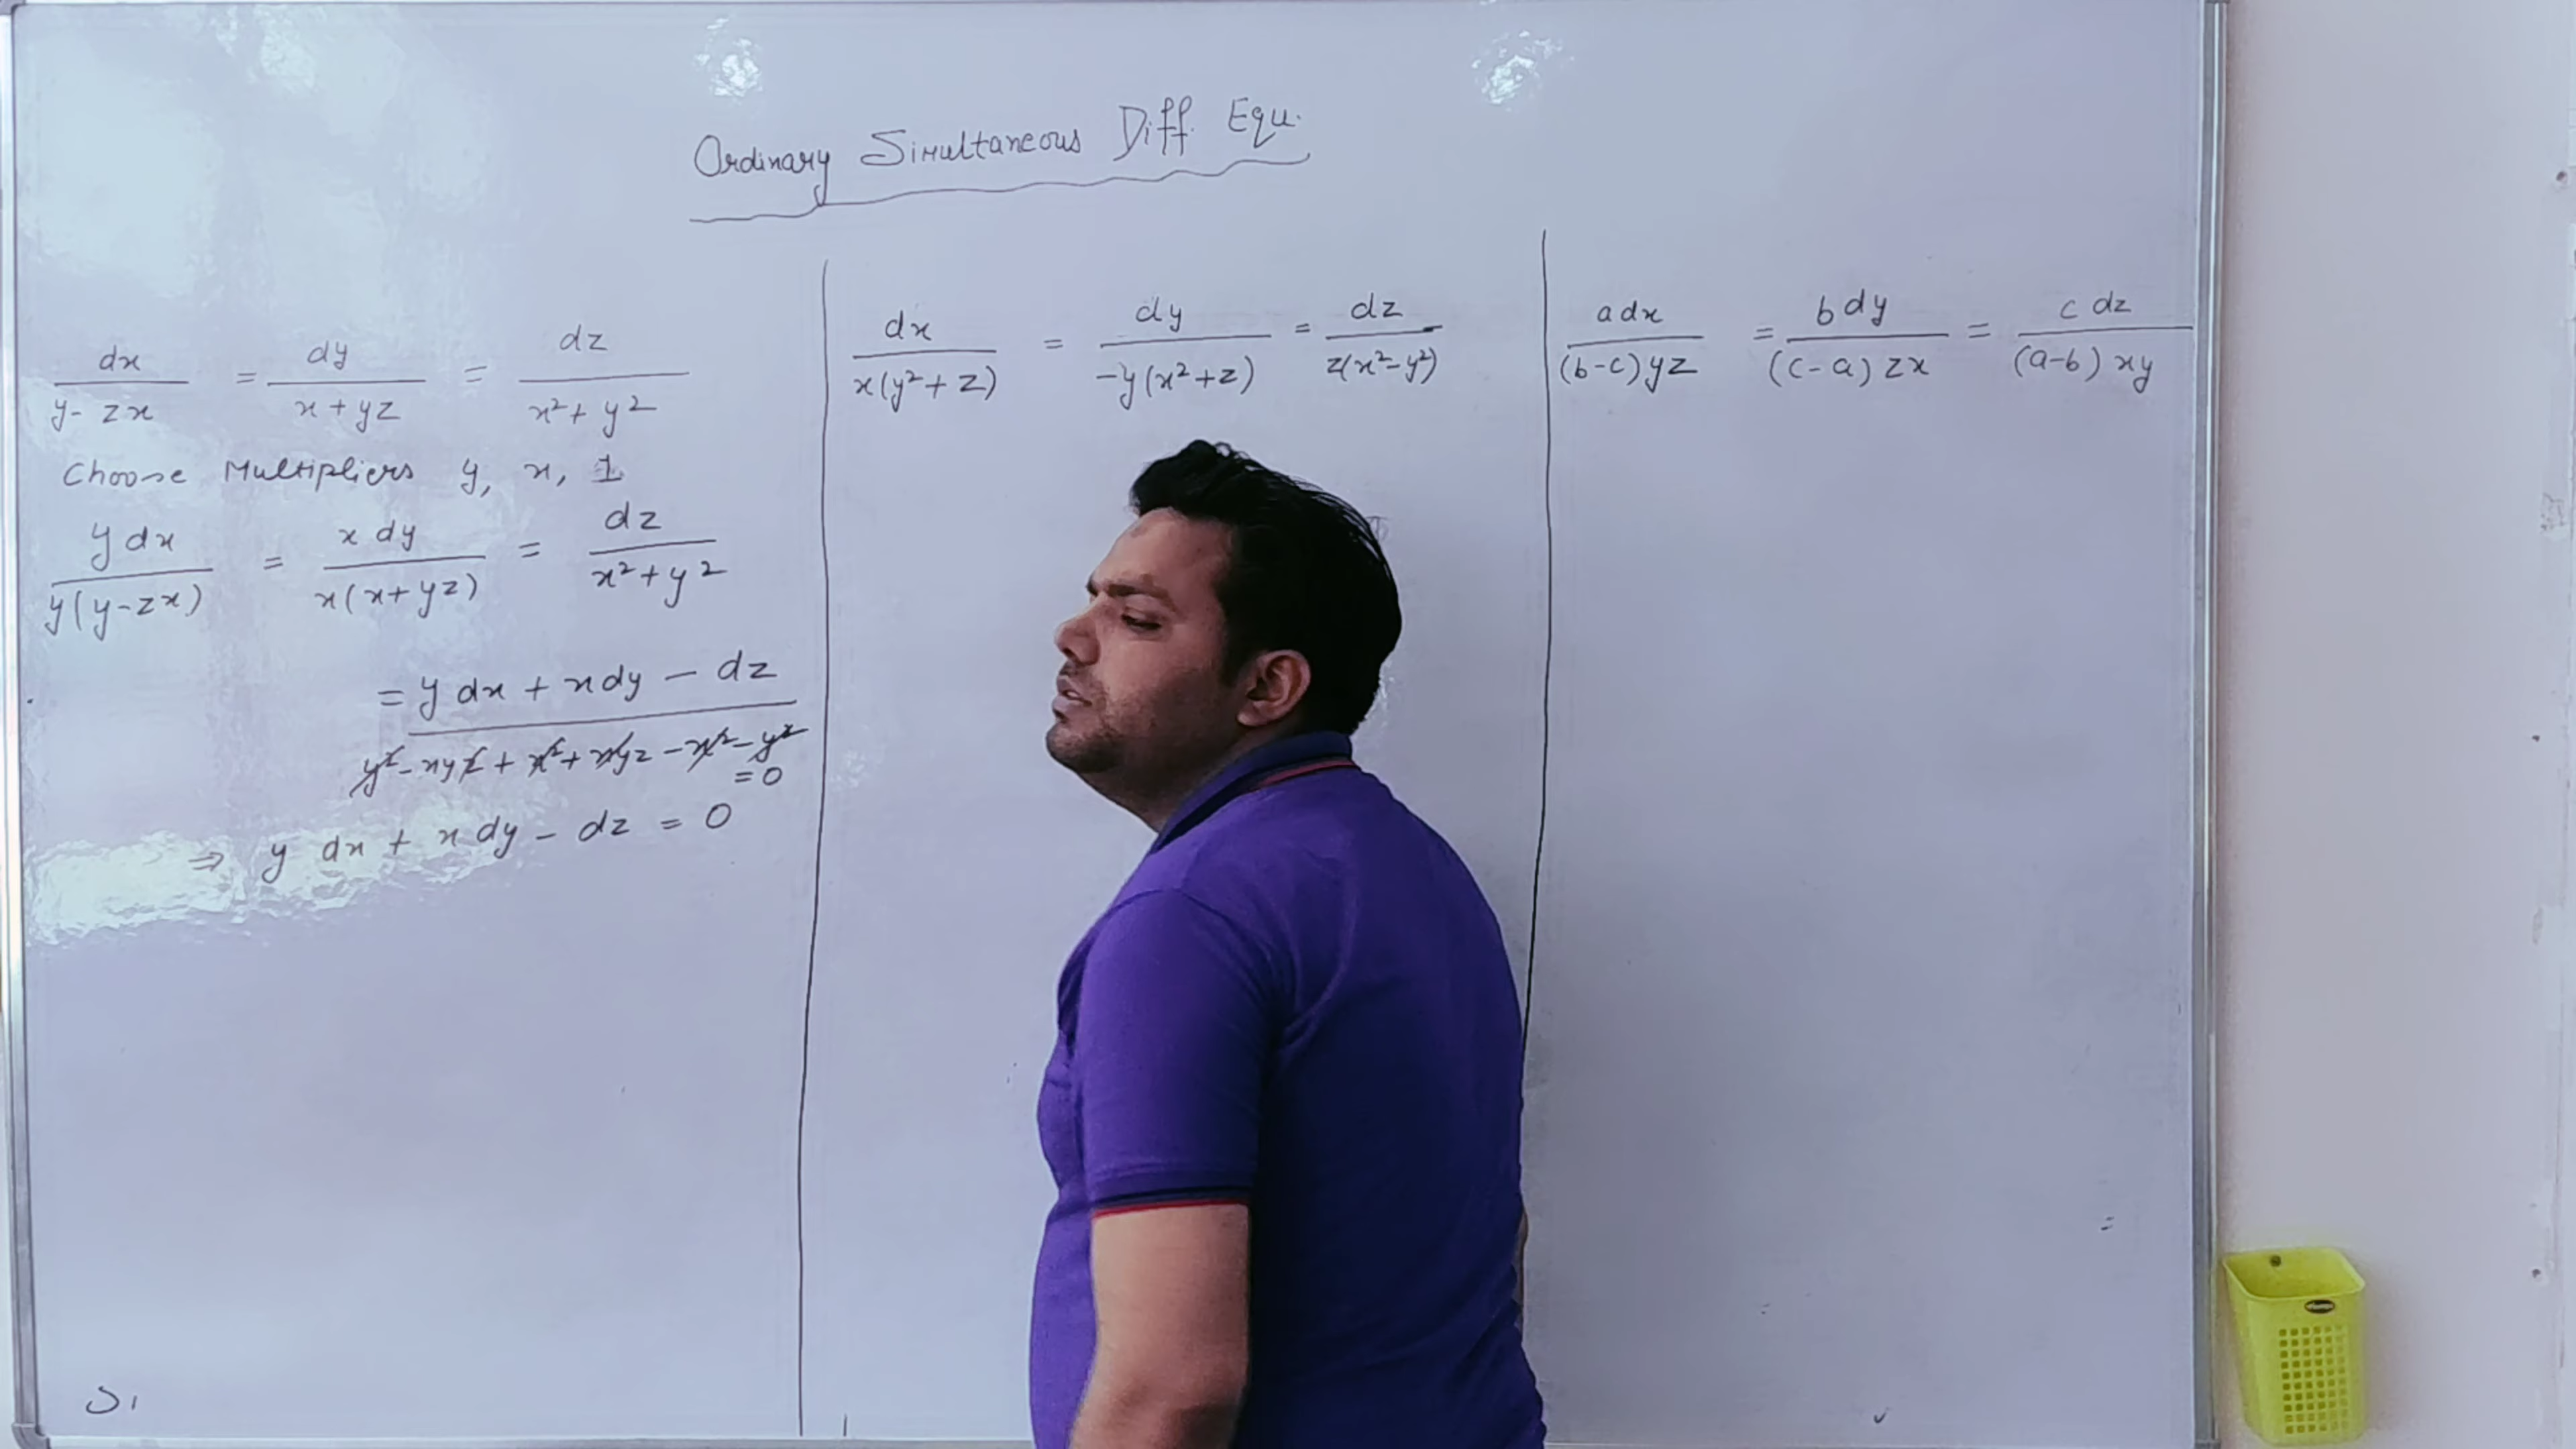 Ordinary Simultaneous Diff. Equ.
dx/(y - zx) = dy/(x + yz) = dz/(x² + y²)
Choose Multipliers y, x, 1
y dx/(y(y-zx)) = x dy/(x(x+yz)) = dz/(x²+y²)
= (y dx + x dy - dz)/(y² - xyz + x² + xyz - x² - y²)
= 0
⇒ y dx + x dy - dz = 0
dx/(x(y²+z)) = dy/(-y(x²+z)) = dz/(z(x²-y²))
a dx/((b-c)yz) = b dy/((c-a)zx) = c dz/((a-b)xy)